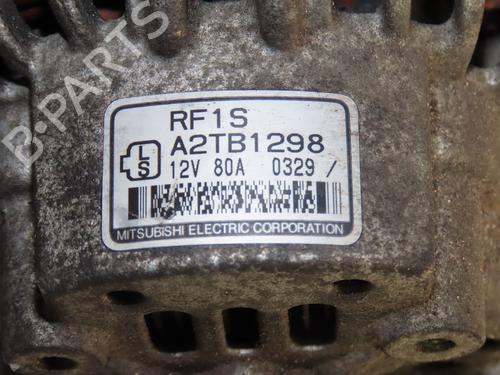 B-PARTS
RF1S
L
S
A2TB1298
12V 80A 0329 /
MITSUBISHI ELECTRIC CORPORATION